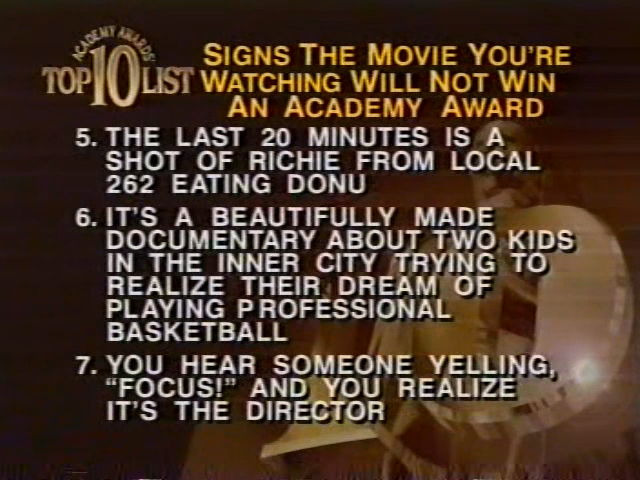 ACADEMY AWARDS
TOP 10 LIST
SIGNS THE MOVIE YOU'RE
WATCHING WILL NOT WIN
AN ACADEMY AWARD
5. THE LAST 20 MINUTES IS A
SHOT OF RICHIE FROM LOCAL
262 EATING DONU
6. IT'S A BEAUTIFULLY MADE
DOCUMENTARY ABOUT TWO KIDS
IN THE INNER CITY TRYING TO
REALIZE THEIR DREAM OF
PLAYING PROFESSIONAL
BASKETBALL
7. YOU HEAR SOMEONE YELLING,
"FOCUS!" AND YOU REALIZE
IT'S THE DIRECTOR